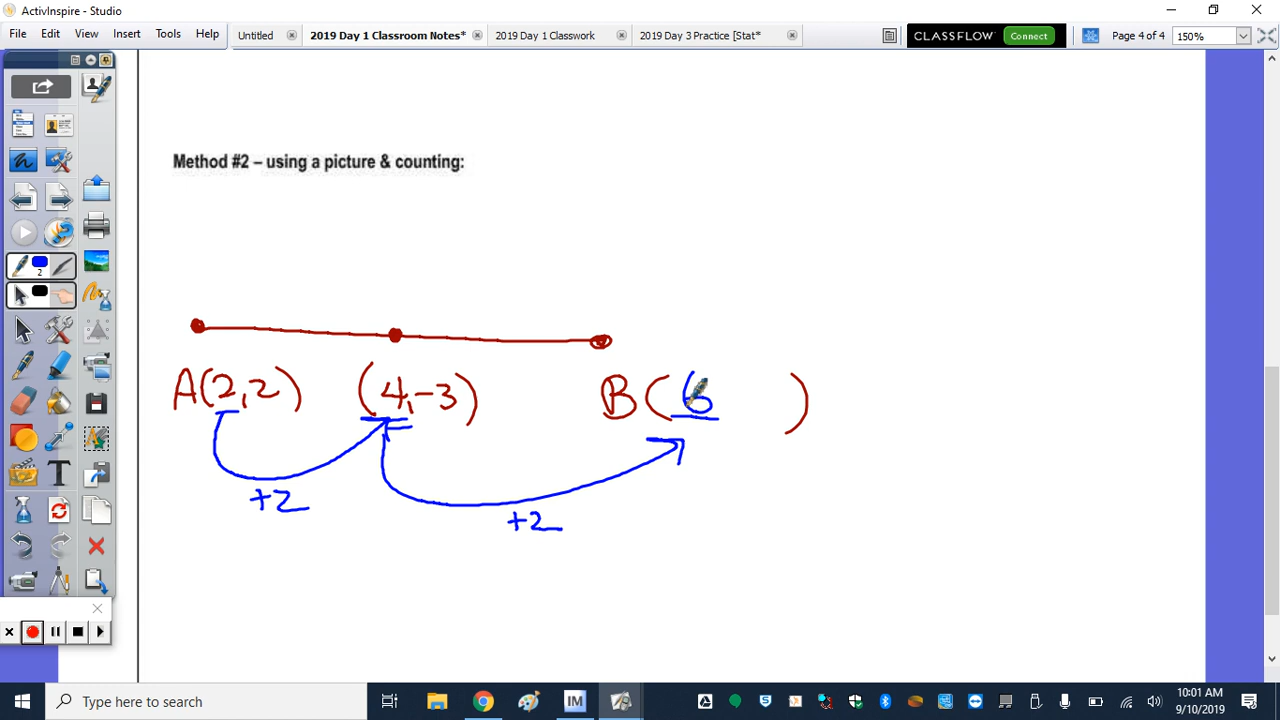 ActivInspire - Studio
File Edit View Insert Tools Help Untitled 2019 Day 1 Classroom Notes* 2019 Day 1 Classwork 2019 Day 3 Practice [Stat* CLASSFLOW Connect Page 4 of 4 150%
Method #2 – using a picture & counting:
A(2,2) (4,-3) B(6 )
+2
+2
2
Type here to search
IM
10:01 AM
9/10/2019